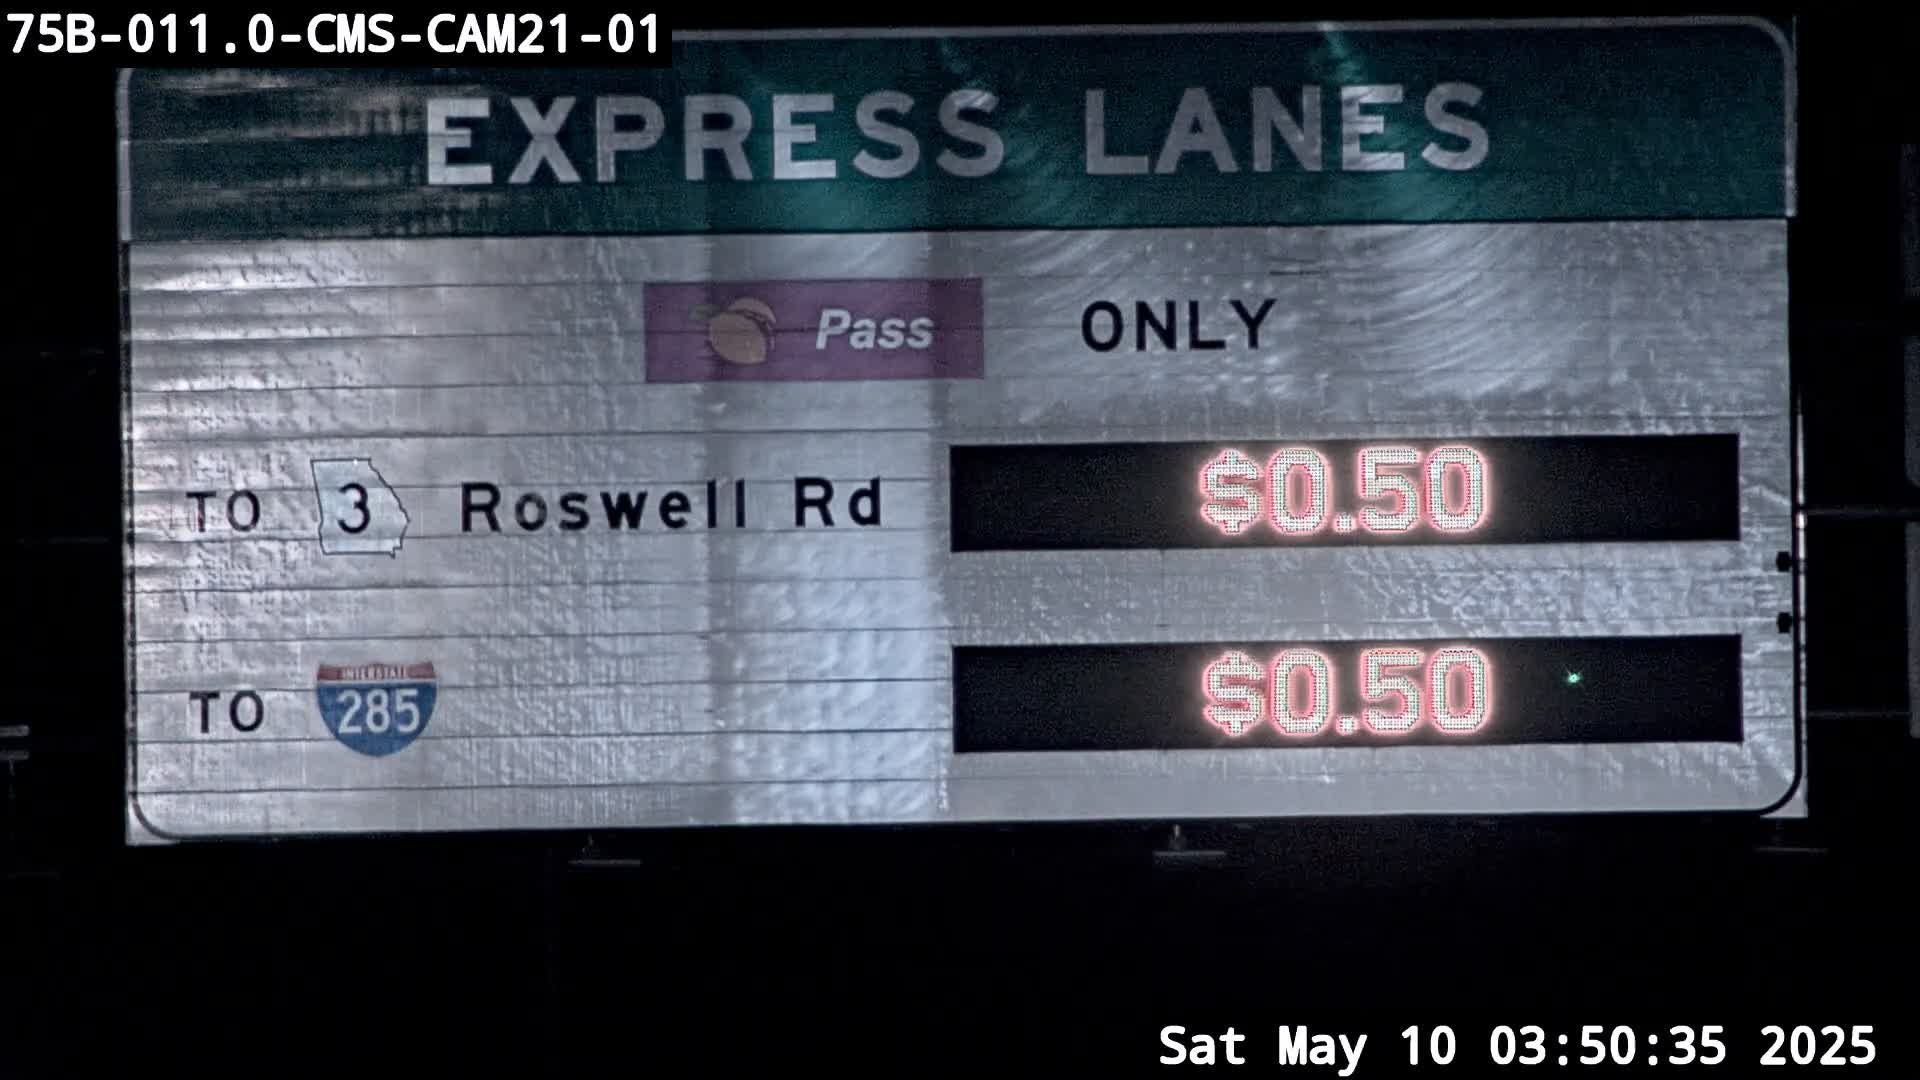 75B-011.0-CMS-CAM21-01
EXPRESS LANES
Pass ONLY
TO 3 Roswell Rd $0.50
TO INTERSTATE 285 $0.50
Sat May 10 03:50:35 2025